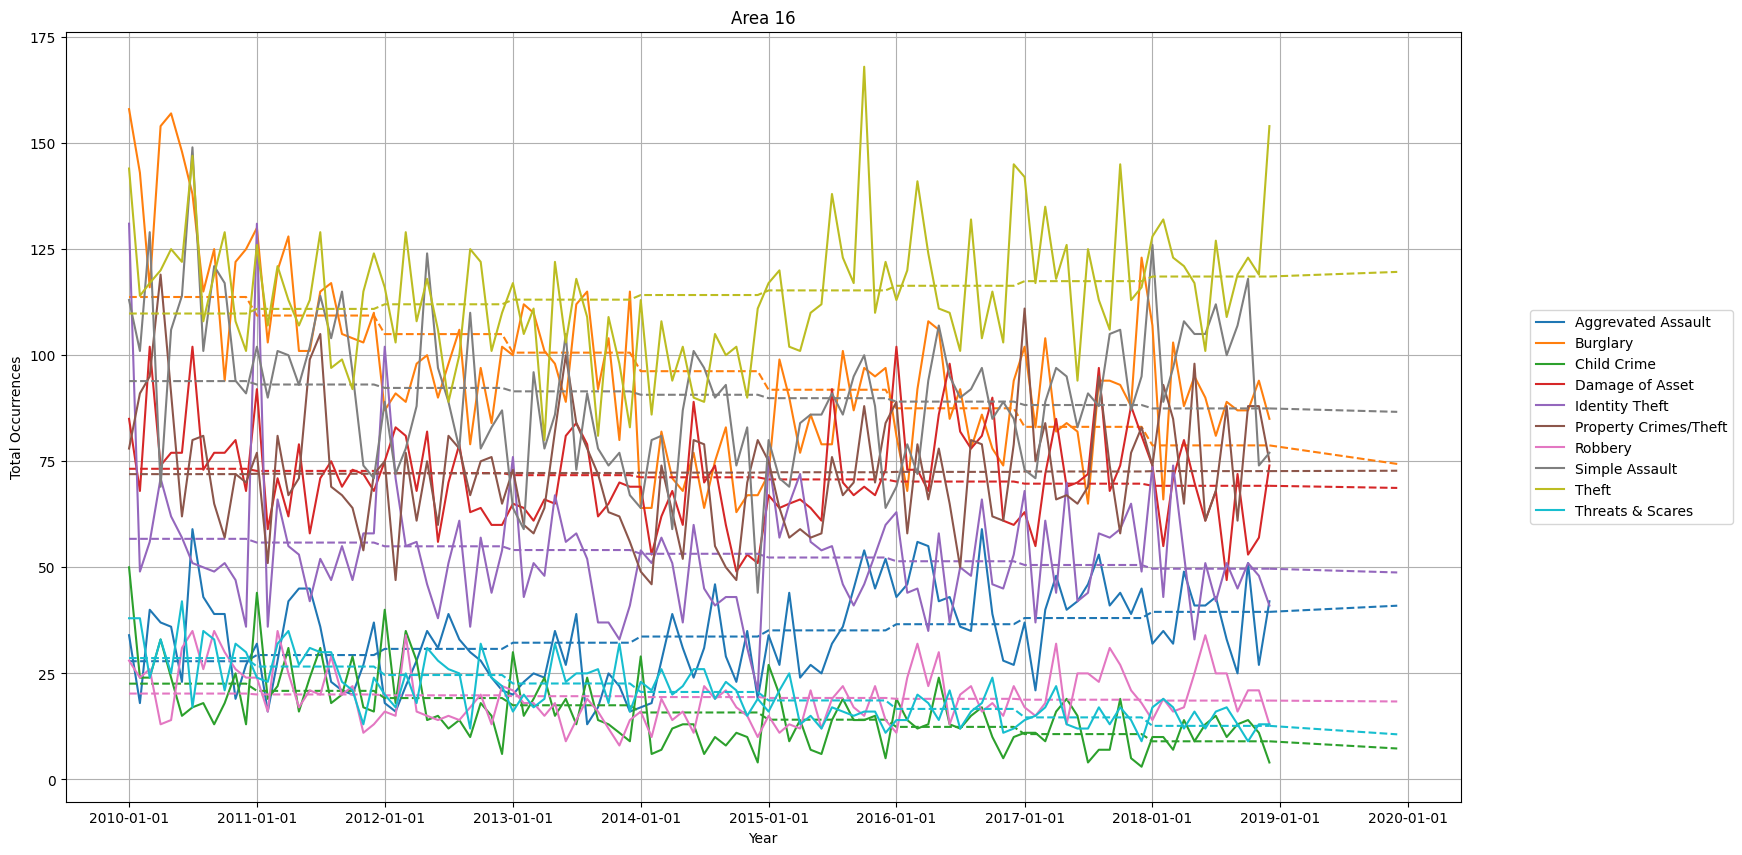 Area 16
Total Occurrences
175
150
125
100
75
50
25
0
2010-01-01
2011-01-01
2012-01-01
2013-01-01
2014-01-01
2015-01-01
2016-01-01
2017-01-01
2018-01-01
2019-01-01
2020-01-01
Year
Aggrevated Assault
Burglary
Child Crime
Damage of Asset
Identity Theft
Property Crimes/Theft
Robbery
Simple Assault
Theft
Threats & Scares